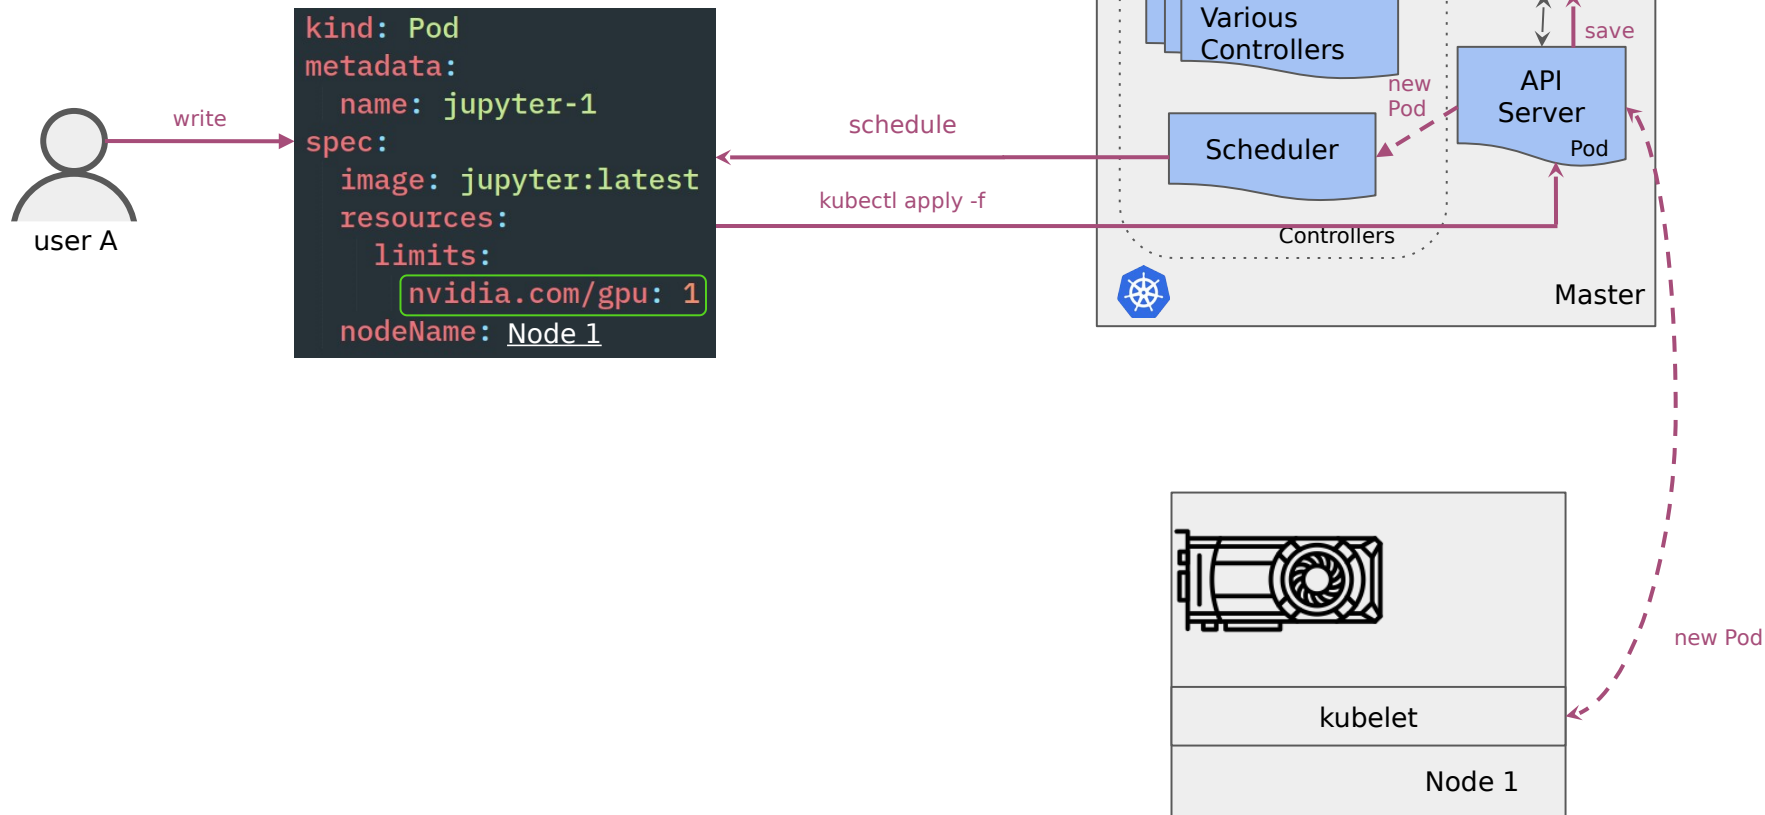 user A
write
kind: Pod
metadata:
name: jupyter-1
spec:
image: jupyter:latest
resources:
limits:
nvidia.com/gpu: 1
nodeName: Node 1
schedule
kubectl apply -f
Various
Controllers
Scheduler
Controllers
new
Pod
save
API
Server
Pod
Master
new Pod
kubelet
Node 1